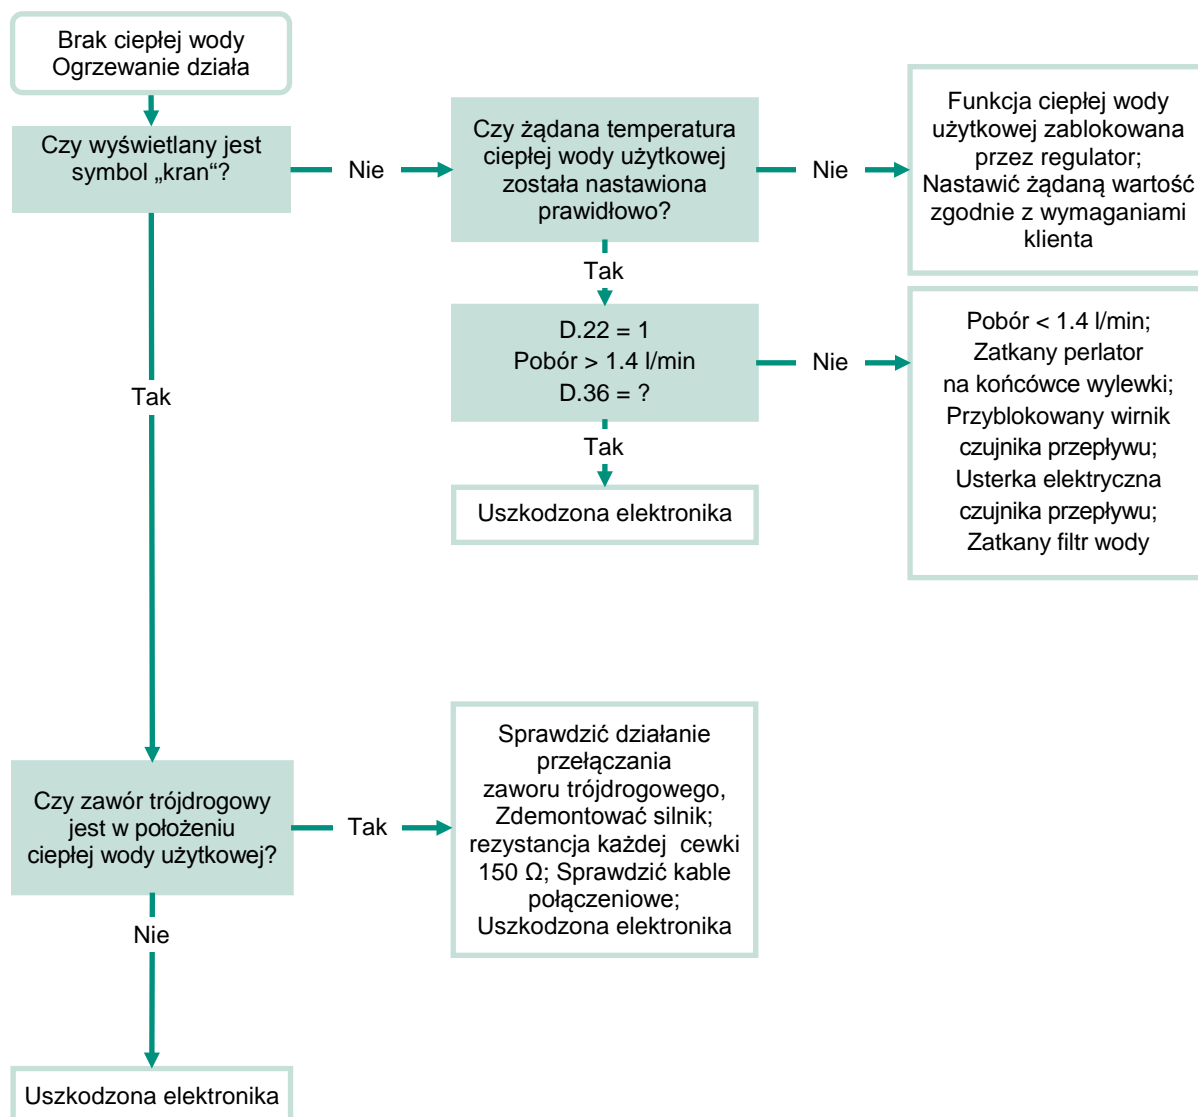 Brak ciepłej wody
Ogrzewanie działa
Czy wyświetlany jest
symbol „kran“?
Nie
Czy żądana temperatura
ciepłej wody użytkowej
została nastawiona
prawidłowo?
Nie
Funkcja ciepłej wody
użytkowej zablokowana
przez regulator;
Nastawić żądaną wartość
zgodnie z wymaganiami
klienta
Tak
D.22 = 1
Pobór > 1.4 l/min
D.36 = ?
Nie
Pobór < 1.4 l/min;
Zatkany perlator
na końcówce wylewki;
Przyblokowany wirnik
czujnika przepływu;
Usterka elektryczna
czujnika przepływu;
Zatkany filtr wody
Tak
Uszkodzona elektronika
Tak
Czy zawór trójdrogowy
jest w położeniu
ciepłej wody użytkowej?
Tak
Sprawdzić działanie
przełączania
zaworu trójdrogowego,
Zdemontować silnik;
rezystancja każdej cewki
150 Ω; Sprawdzić kable
połączeniowe;
Uszkodzona elektronika
Nie
Uszkodzona elektronika